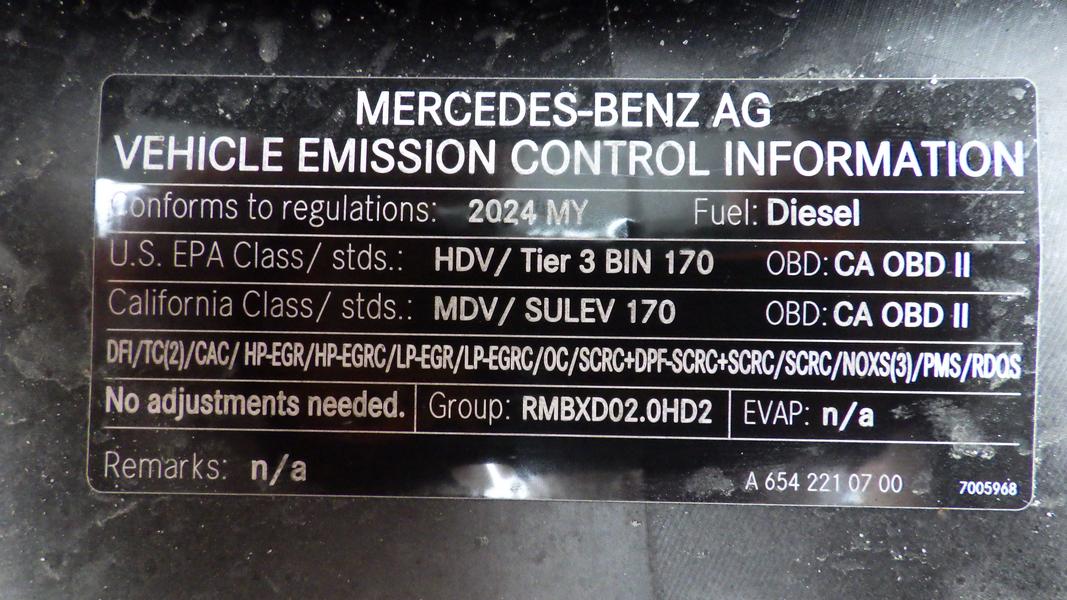 MERCEDES-BENZ AG
VEHICLE EMISSION CONTROL INFORMATION
Conforms to regulations: 2024 MY Fuel: Diesel
U.S. EPA Class/ stds.: HDV/ Tier 3 BIN 170 OBD: CA OBD II
California Class/ stds.: MDV/ SULEV 170 OBD: CA OBD II
DFI/TC(2)/CAC/ HP-EGR/HP-EGRC/LP-EGR/LP-EGRC/OC/SCRC+DPF-SCRC+SCRC/SCRC/NOXS(3)/PMS/RDQS
No adjustments needed. Group: RMBXD02.0HD2 EVAP: n/a
Remarks: n/a A 654 221 07 00 7005968